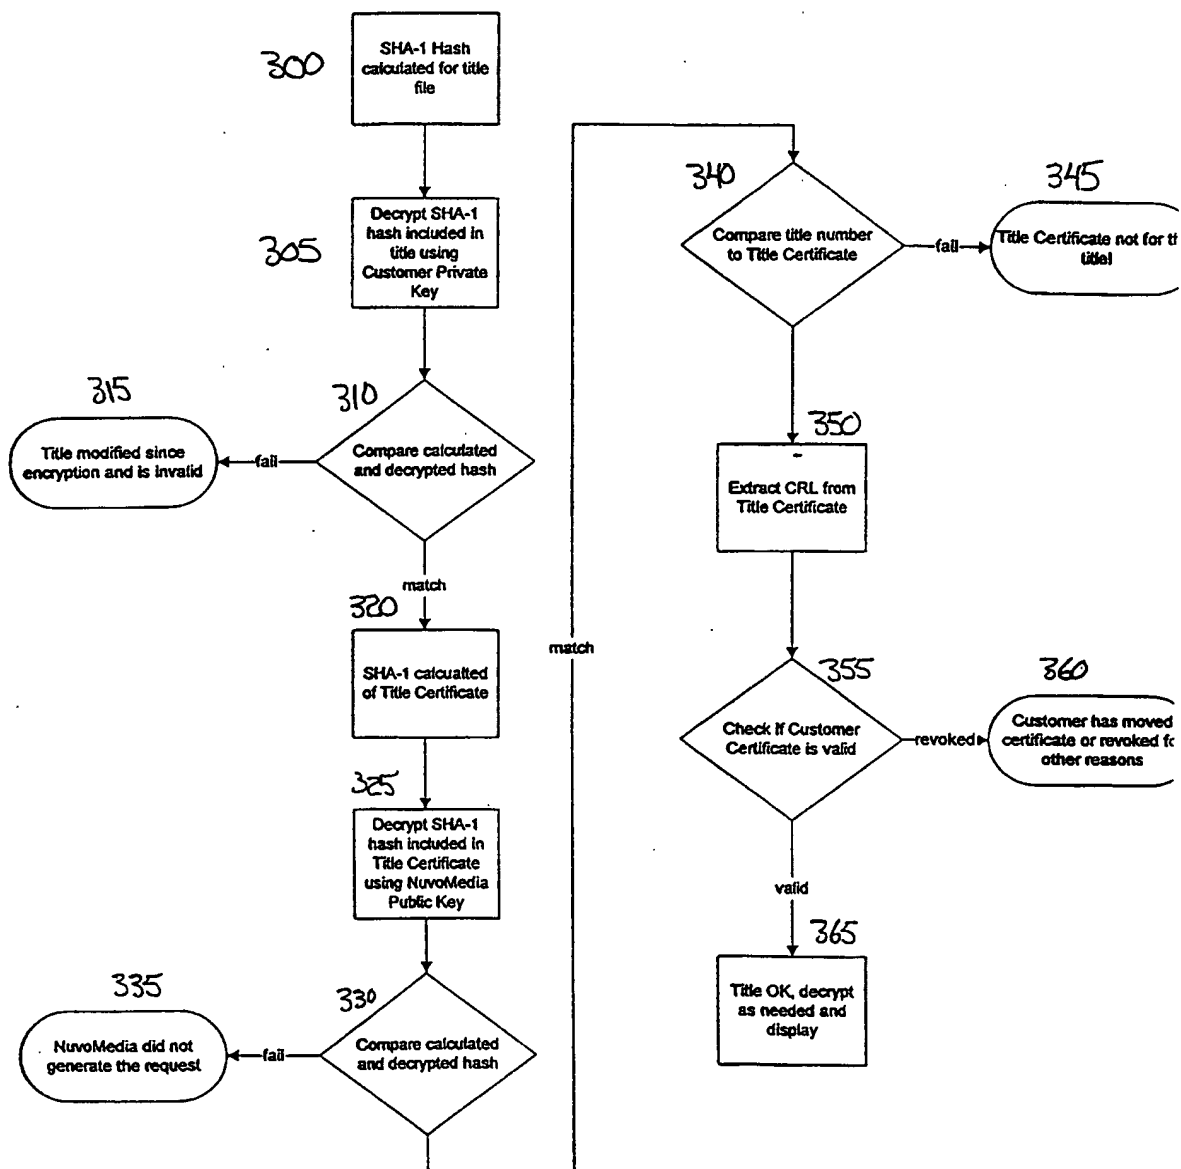 300
SHA-1 Hash
calculated for title
file
305
Decrypt SHA-1
hash included in
title using
Customer Private
Key
310
Compare calculated
and decrypted hash
fail
315
Title modified since
encryption and is invalid
match
320
SHA-1 calcuatted
of Title Certificate
325
Decrypt SHA-1
hash included in
Title Certificate
using NuvoMedia
Public Key
330
Compare calculated
and decrypted hash
fail
335
NuvoMedia did not
generate the request
match
340
Compare title number
to Title Certificate
fail
345
Title Certificate not for th
title!
350
Extract CRL from
Title Certificate
355
Check if Customer
Certificate is valid
revoked
360
Customer has moved
certificate or revoked fo
other reasons
valid
365
Title OK, decrypt
as needed and
display